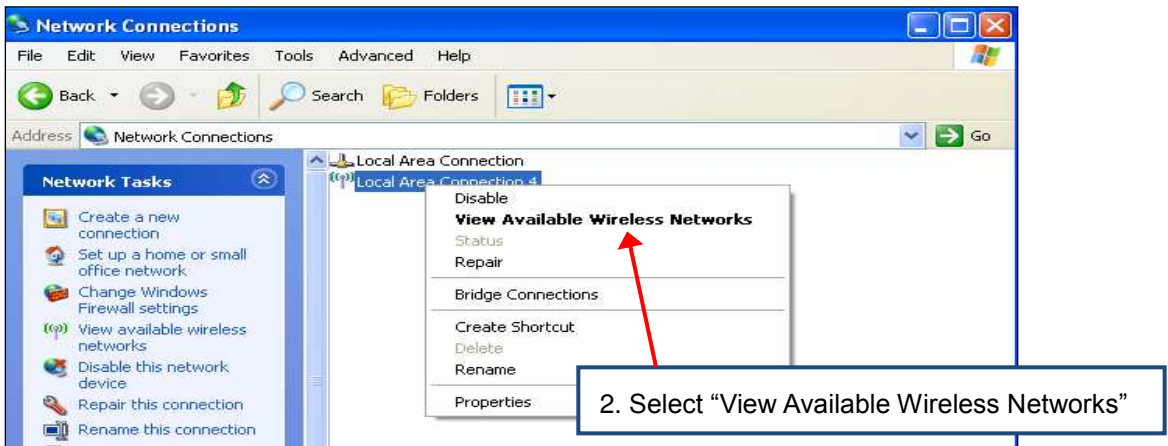 Network Connections
File Edit View Favorites Tools Advanced Help
Back Search Folders
Address Network Connections Go
Network Tasks
Create a new
connection
Set up a home or small
office network
Change Windows
Firewall settings
View available wireless
networks
Disable this network
device
Repair this connection
Rename this connection
Local Area Connection
Local Area Connection 4
Disable
View Available Wireless Networks
Status
Repair
Bridge Connections
Create Shortcut
Delete
Rename
Properties
2. Select “View Available Wireless Networks”